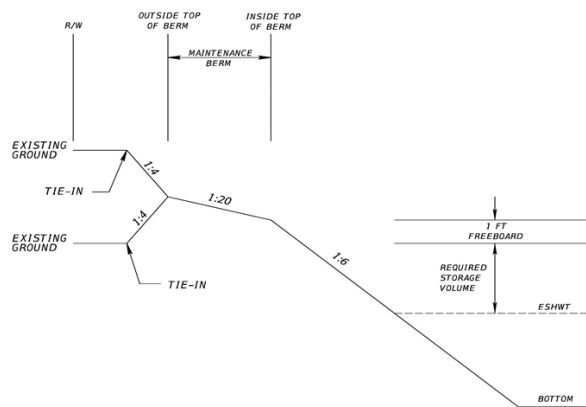 R/W
OUTSIDE TOP
OF BERM
INSIDE TOP
OF BERM
MAINTENANCE
BERM
EXISTING
GROUND
TIE-IN
1:4
1:4
1:20
EXISTING
GROUND
TIE-IN
1:6
1 FT
FREEBOARD
REQUIRED
STORAGE
VOLUME
ESHWT
BOTTOM